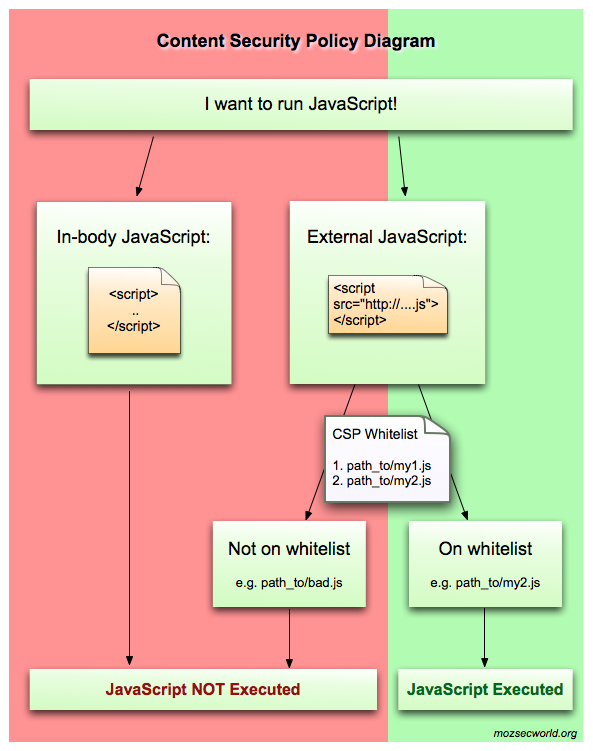 Content Security Policy Diagram
I want to run JavaScript!
In-body JavaScript:
<script>
..
</script>
External JavaScript:
<script
src="http://....js">
</script>
CSP Whitelist
1. path_to/my1.js
2. path_to/my2.js
Not on whitelist
e.g. path_to/bad.js
On whitelist
e.g. path_to/my2.js
JavaScript NOT Executed
JavaScript Executed
mozsecworld.org